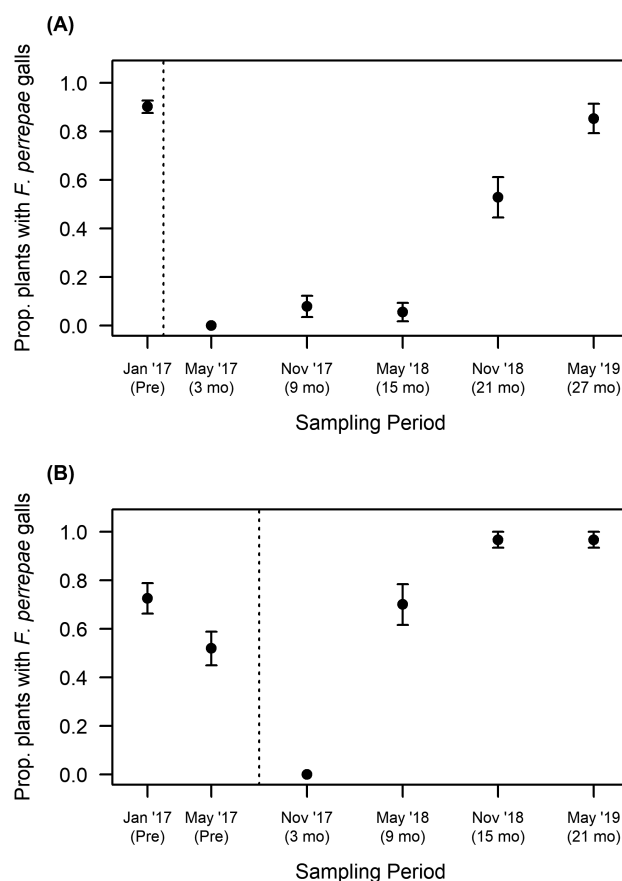 (A)
Prop. plants with F. perrepae galls
1.0
0.8
0.6
0.4
0.2
0.0
Jan '17 May '17 Nov '17 May '18 Nov '18 May '19
(Pre) (3 mo) (9 mo) (15 mo) (21 mo) (27 mo)
Sampling Period
(B)
Prop. plants with F. perrepae galls
1.0
0.8
0.6
0.4
0.2
0.0
Jan '17 May '17 Nov '17 May '18 Nov '18 May '19
(Pre) (Pre) (3 mo) (9 mo) (15 mo) (21 mo)
Sampling Period